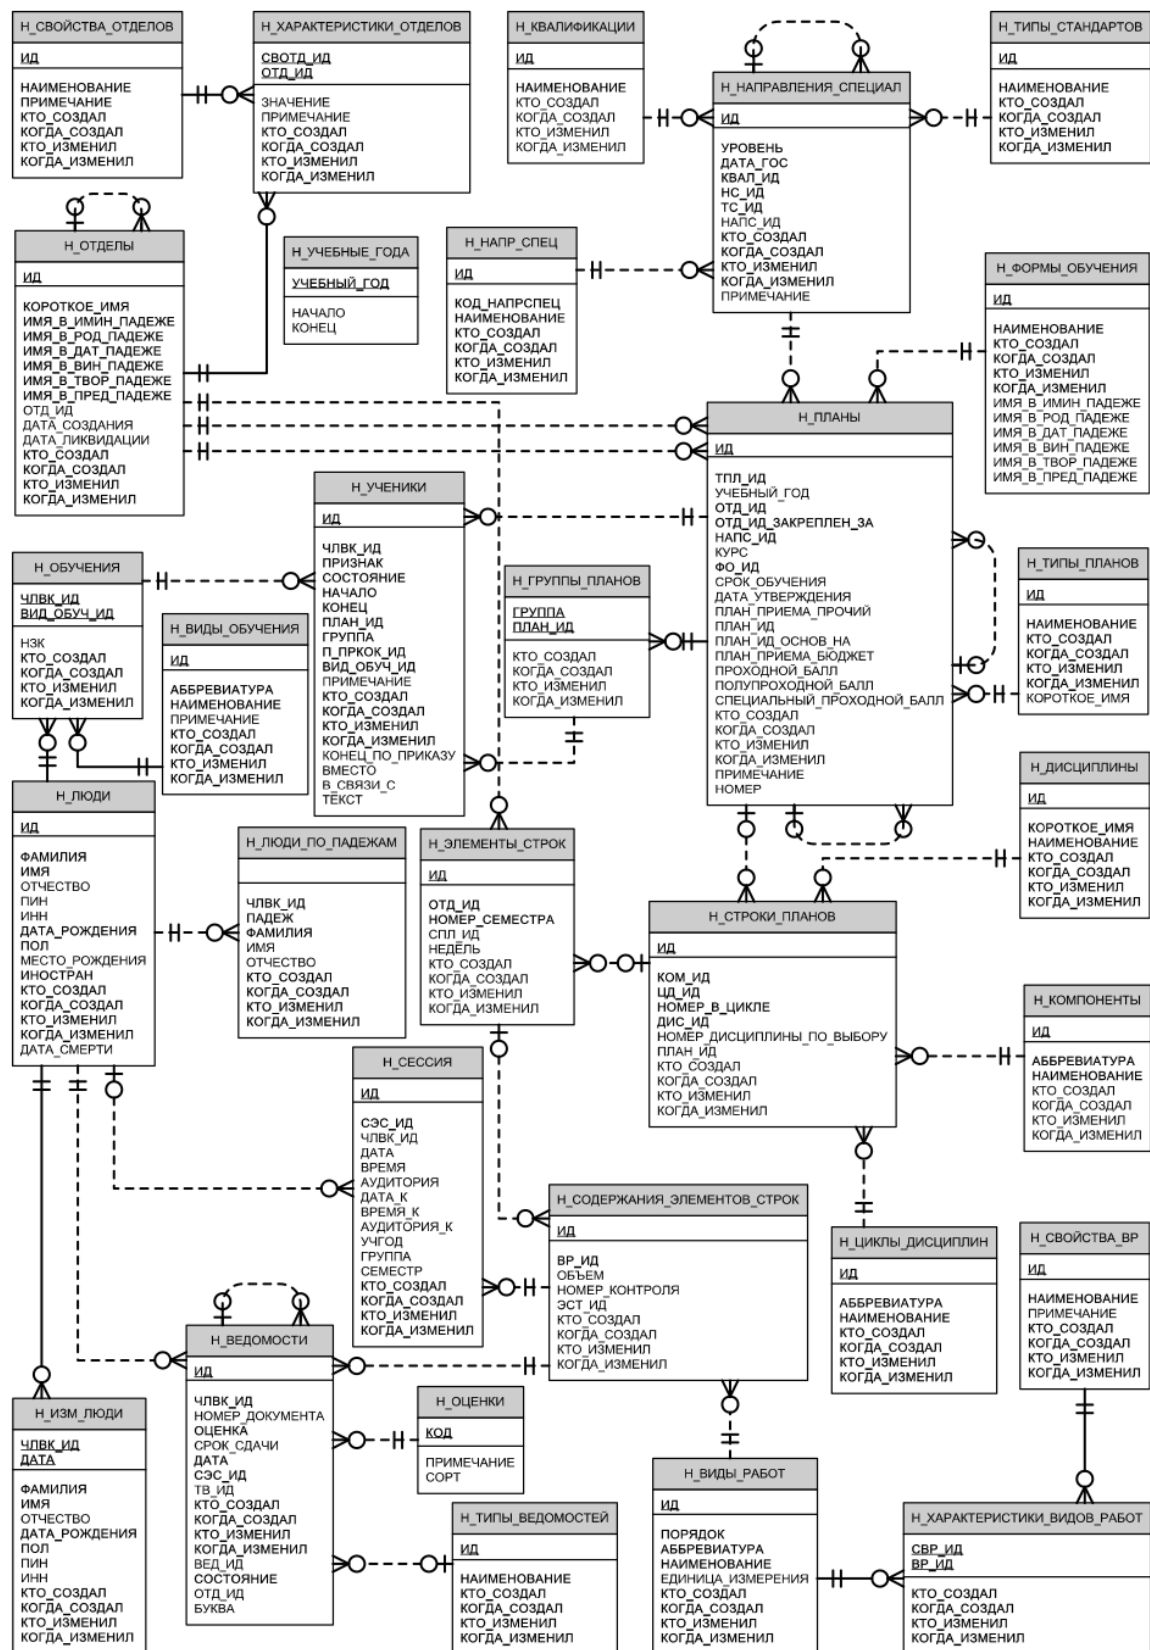 Н_СВОЙСТВА_ОТДЕЛОВ
ИД
НАИМЕНОВАНИЕ
ПРИМЕЧАНИЕ
КТО_СОЗДАЛ
КОГДА_СОЗДАЛ
КТО_ИЗМЕНИЛ
КОГДА_ИЗМЕНИЛ
Н_ХАРАКТЕРИСТИКИ_ОТДЕЛОВ
СВОТД_ИД
ОТД_ИД
ЗНАЧЕНИЕ
ПРИМЕЧАНИЕ
КТО_СОЗДАЛ
КОГДА_СОЗДАЛ
КТО_ИЗМЕНИЛ
КОГДА_ИЗМЕНИЛ
Н_КВАЛИФИКАЦИИ
ИД
НАИМЕНОВАНИЕ
КТО_СОЗДАЛ
КОГДА_СОЗДАЛ
КТО_ИЗМЕНИЛ
КОГДА_ИЗМЕНИЛ
Н_НАПРАВЛЕНИЯ_СПЕЦИАЛ
ИД
УРОВЕНЬ
ДАТА_ГОС
КВАЛ_ИД
НС_ИД
ТС_ИД
НАПС_ИД
КТО_СОЗДАЛ
КОГДА_СОЗДАЛ
КТО_ИЗМЕНИЛ
КОГДА_ИЗМЕНИЛ
ПРИМЕЧАНИЕ
Н_ТИПЫ_СТАНДАРТОВ
ИД
НАИМЕНОВАНИЕ
КТО_СОЗДАЛ
КОГДА_СОЗДАЛ
КТО_ИЗМЕНИЛ
КОГДА_ИЗМЕНИЛ
Н_ОТДЕЛЫ
ИД
КОРОТКОЕ_ИМЯ
ИМЯ_В_ИМИН_ПАДЕЖЕ
ИМЯ_В_РОД_ПАДЕЖЕ
ИМЯ_В_ДАТ_ПАДЕЖЕ
ИМЯ_В_ВИН_ПАДЕЖЕ
ИМЯ_В_ТВОР_ПАДЕЖЕ
ИМЯ_В_ПРЕД_ПАДЕЖЕ
ОТД_ИД
ДАТА_СОЗДАНИЯ
ДАТА_ЛИКВИДАЦИИ
КТО_СОЗДАЛ
КОГДА_СОЗДАЛ
КТО_ИЗМЕНИЛ
КОГДА_ИЗМЕНИЛ
Н_УЧЕБНЫЕ_ГОДА
УЧЕБНЫЙ_ГОД
НАЧАЛО
КОНЕЦ
Н_НАПР_СПЕЦ
ИД
КОД_НАПРСПЕЦ
НАИМЕНОВАНИЕ
КТО_СОЗДАЛ
КОГДА_СОЗДАЛ
КТО_ИЗМЕНИЛ
КОГДА_ИЗМЕНИЛ
Н_ФОРМЫ_ОБУЧЕНИЯ
ИД
НАИМЕНОВАНИЕ
КТО_СОЗДАЛ
КОГДА_СОЗДАЛ
КТО_ИЗМЕНИЛ
КОГДА_ИЗМЕНИЛ
ИМЯ_В_ИМИН_ПАДЕЖЕ
ИМЯ_В_РОД_ПАДЕЖЕ
ИМЯ_В_ДАТ_ПАДЕЖЕ
ИМЯ_В_ВИН_ПАДЕЖЕ
ИМЯ_В_ТВОР_ПАДЕЖЕ
ИМЯ_В_ПРЕД_ПАДЕЖЕ
Н_ПЛАНЫ
ИД
ТПЛ_ИД
УЧЕБНЫЙ_ГОД
ОТД_ИД
ОТД_ИД_ЗАКРЕПЛЕН_ЗА
НАПС_ИД
КУРС
ФО_ИД
СРОК_ОБУЧЕНИЯ
ДАТА_УТВЕРЖДЕНИЯ
ПЛАН_ПРИЕМА_ПРОЧИЙ
ПЛАН_ИД
ПЛАН_ИД_ОСНОВ_НА
ПЛАН_ПРИЕМА_БЮДЖЕТ
ПРОХОДНОЙ_БАЛЛ
ПОЛУПРОХОДНОЙ_БАЛЛ
СПЕЦИАЛЬНЫЙ_ПРОХОДНОЙ_БАЛЛ
КТО_СОЗДАЛ
КОГДА_СОЗДАЛ
КТО_ИЗМЕНИЛ
КОГДА_ИЗМЕНИЛ
ПРИМЕЧАНИЕ
НОМЕР
Н_УЧЕНИКИ
ИД
ЧЛВК_ИД
ПРИЗНАК
СОСТОЯНИЕ
НАЧАЛО
КОНЕЦ
ПЛАН_ИД
ГРУППА
П_ПРКОК_ИД
ВИД_ОБУЧ_ИД
ПРИМЕЧАНИЕ
КТО_СОЗДАЛ
КОГДА_СОЗДАЛ
КТО_ИЗМЕНИЛ
КОГДА_ИЗМЕНИЛ
КОНЕЦ_ПО_ПРИКАЗУ
ВМЕСТО
В_СВЯЗИ_С
ТЕКСТ
Н_ОБУЧЕНИЯ
ЧЛВК_ИД
ВИД_ОБУЧ_ИД
НЗК
КТО_СОЗДАЛ
КОГДА_СОЗДАЛ
КТО_ИЗМЕНИЛ
КОГДА_ИЗМЕНИЛ
Н_ВИДЫ_ОБУЧЕНИЯ
ИД
АББРЕВИАТУРА
НАИМЕНОВАНИЕ
ПРИМЕЧАНИЕ
КТО_СОЗДАЛ
КОГДА_СОЗДАЛ
КТО_ИЗМЕНИЛ
КОГДА_ИЗМЕНИЛ
Н_ГРУППЫ_ПЛАНОВ
ГРУППА
ПЛАН_ИД
КТО_СОЗДАЛ
КОГДА_СОЗДАЛ
КТО_ИЗМЕНИЛ
КОГДА_ИЗМЕНИЛ
Н_ТИПЫ_ПЛАНОВ
ИД
НАИМЕНОВАНИЕ
КТО_СОЗДАЛ
КОГДА_СОЗДАЛ
КТО_ИЗМЕНИЛ
КОГДА_ИЗМЕНИЛ
КОРОТКОЕ_ИМЯ
Н_ЛЮДИ
ИД
ФАМИЛИЯ
ИМЯ
ОТЧЕСТВО
ПИН
ИНН
ДАТА_РОЖДЕНИЯ
ПОЛ
МЕСТО_РОЖДЕНИЯ
ИНОСТРАН
КТО_СОЗДАЛ
КОГДА_СОЗДАЛ
КТО_ИЗМЕНИЛ
КОГДА_ИЗМЕНИЛ
ДАТА_СМЕРТИ
Н_ЛЮДИ_ПО_ПАДЕЖАМ
ЧЛВК_ИД
ПАДЕЖ
ФАМИЛИЯ
ИМЯ
ОТЧЕСТВО
КТО_СОЗДАЛ
КОГДА_СОЗДАЛ
КТО_ИЗМЕНИЛ
КОГДА_ИЗМЕНИЛ
Н_ЭЛЕМЕНТЫ_СТРОК
ИД
ОТД_ИД
НОМЕР_СЕМЕСТРА
СПЛ_ИД
НЕДЕЛЬ
КТО_СОЗДАЛ
КОГДА_СОЗДАЛ
КТО_ИЗМЕНИЛ
КОГДА_ИЗМЕНИЛ
Н_ДИСЦИПЛИНЫ
ИД
КОРОТКОЕ_ИМЯ
НАИМЕНОВАНИЕ
КТО_СОЗДАЛ
КОГДА_СОЗДАЛ
КТО_ИЗМЕНИЛ
КОГДА_ИЗМЕНИЛ
Н_СТРОКИ_ПЛАНОВ
ИД
КОМ_ИД
ЦД_ИД
НОМЕР_В_ЦИКЛЕ
ДИС_ИД
НОМЕР_ДИСЦИПЛИНЫ_ПО_ВЫБОРУ
ПЛАН_ИД
КТО_СОЗДАЛ
КОГДА_СОЗДАЛ
КТО_ИЗМЕНИЛ
КОГДА_ИЗМЕНИЛ
Н_КОМПОНЕНТЫ
ИД
АББРЕВИАТУРА
НАИМЕНОВАНИЕ
КТО_СОЗДАЛ
КОГДА_СОЗДАЛ
КТО_ИЗМЕНИЛ
КОГДА_ИЗМЕНИЛ
Н_СЕССИЯ
ИД
СЭС_ИД
ЧЛВК_ИД
ДАТА
ВРЕМЯ
АУДИТОРИЯ
ДАТА_К
ВРЕМЯ_К
АУДИТОРИЯ_К
УЧГОД
ГРУППА
СЕМЕСТР
КТО_СОЗДАЛ
КОГДА_СОЗДАЛ
КТО_ИЗМЕНИЛ
КОГДА_ИЗМЕНИЛ
Н_СОДЕРЖАНИЯ_ЭЛЕМЕНТОВ_СТРОК
ИД
ВР_ИД
ОБЪЕМ
НОМЕР_КОНТРОЛЯ
ЭСТ_ИД
КТО_СОЗДАЛ
КОГДА_СОЗДАЛ
КТО_ИЗМЕНИЛ
КОГДА_ИЗМЕНИЛ
Н_ЦИКЛЫ_ДИСЦИПЛИН
ИД
АББРЕВИАТУРА
НАИМЕНОВАНИЕ
КТО_СОЗДАЛ
КОГДА_СОЗДАЛ
КТО_ИЗМЕНИЛ
КОГДА_ИЗМЕНИЛ
Н_СВОЙСТВА_ВР
ИД
НАИМЕНОВАНИЕ
ПРИМЕЧАНИЕ
КТО_СОЗДАЛ
КОГДА_СОЗДАЛ
КТО_ИЗМЕНИЛ
КОГДА_ИЗМЕНИЛ
Н_ВЕДОМОСТИ
ИД
ЧЛВК_ИД
НОМЕР_ДОКУМЕНТА
ОЦЕНКА
СРОК_СДАЧИ
ДАТА
СЭС_ИД
ТВ_ИД
КТО_СОЗДАЛ
КОГДА_СОЗДАЛ
КТО_ИЗМЕНИЛ
КОГДА_ИЗМЕНИЛ
ВЕД_ИД
СОСТОЯНИЕ
ОТД_ИД
БУКВА
Н_ИЗМ_ЛЮДИ
ЧЛВК_ИД
ДАТА
ФАМИЛИЯ
ИМЯ
ОТЧЕСТВО
ДАТА_РОЖДЕНИЯ
ПОЛ
ПИН
ИНН
КТО_СОЗДАЛ
КОГДА_СОЗДАЛ
КТО_ИЗМЕНИЛ
КОГДА_ИЗМЕНИЛ
Н_ОЦЕНКИ
КОД
ПРИМЕЧАНИЕ
СОРТ
Н_ТИПЫ_ВЕДОМОСТЕЙ
ИД
НАИМЕНОВАНИЕ
КТО_СОЗДАЛ
КОГДА_СОЗДАЛ
КТО_ИЗМЕНИЛ
КОГДА_ИЗМЕНИЛ
Н_ВИДЫ_РАБОТ
ИД
ПОРЯДОК
АББРЕВИАТУРА
НАИМЕНОВАНИЕ
ЕДИНИЦА_ИЗМЕРЕНИЯ
КТО_СОЗДАЛ
КОГДА_СОЗДАЛ
КТО_ИЗМЕНИЛ
КОГДА_ИЗМЕНИЛ
Н_ХАРАКТЕРИСТИКИ_ВИДОВ_РАБОТ
СВР_ИД
ВР_ИД
КТО_СОЗДАЛ
КОГДА_СОЗДАЛ
КТО_ИЗМЕНИЛ
КОГДА_ИЗМЕНИЛ